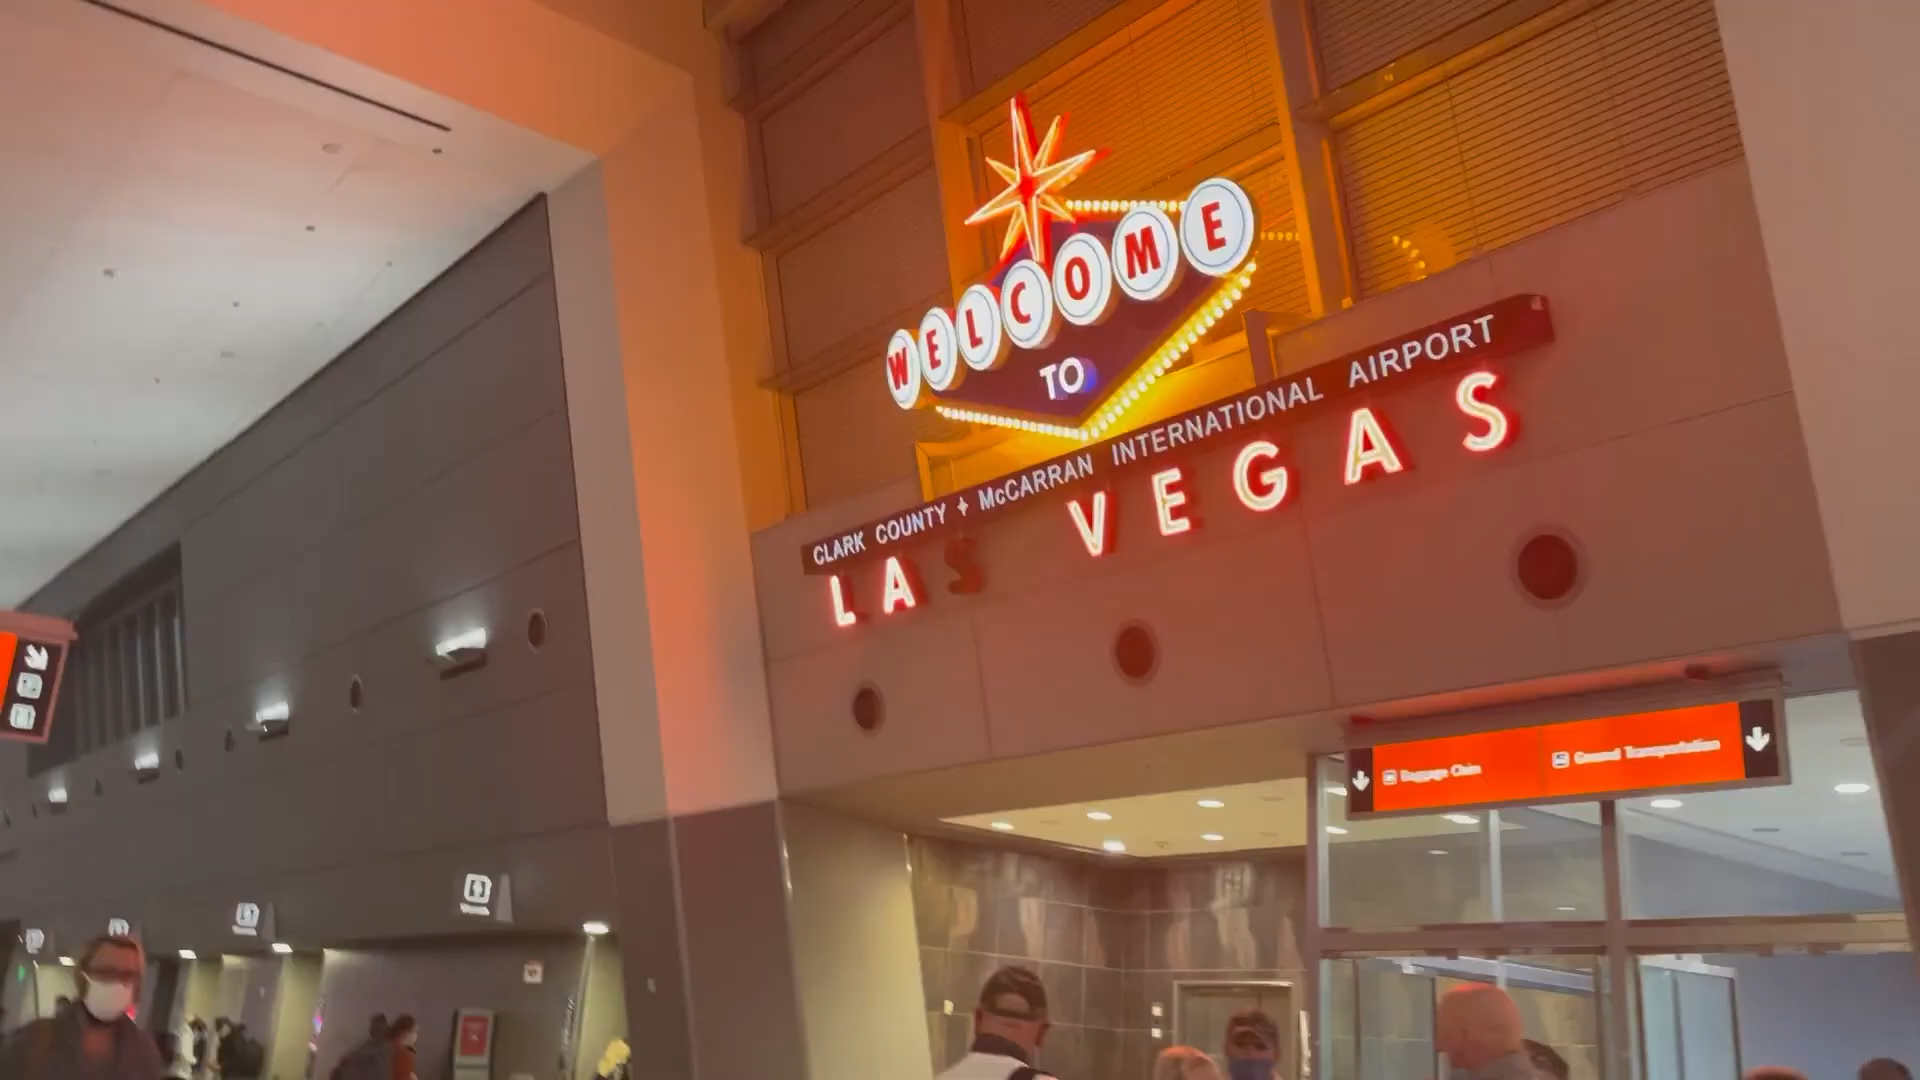 WELCOME
TO
CLARK COUNTY ✦ McCARRAN INTERNATIONAL AIRPORT
LAS VEGAS
Baggage Claim
Ground Transportation